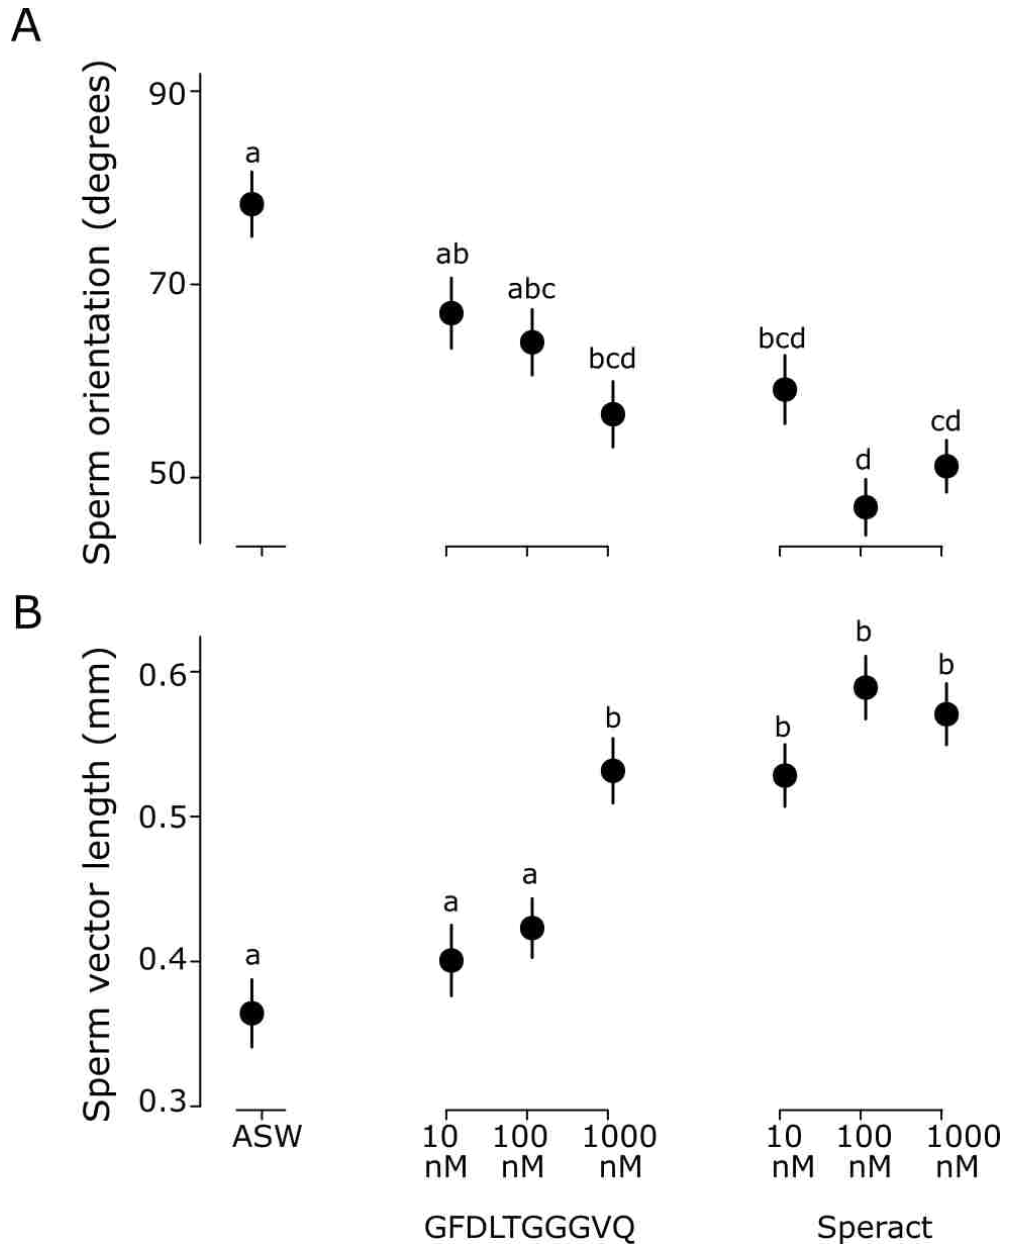 A
Sperm orientation (degrees)
90
70
50
a
ab
abc
bcd
bcd
d
cd
B
Sperm vector length (mm)
0.6
0.5
0.4
0.3
a
a
a
b
b
b
b
ASW
10 100 1000 10 100 1000
nM nM nM nM nM nM
GFDLTGGGVQ Speract